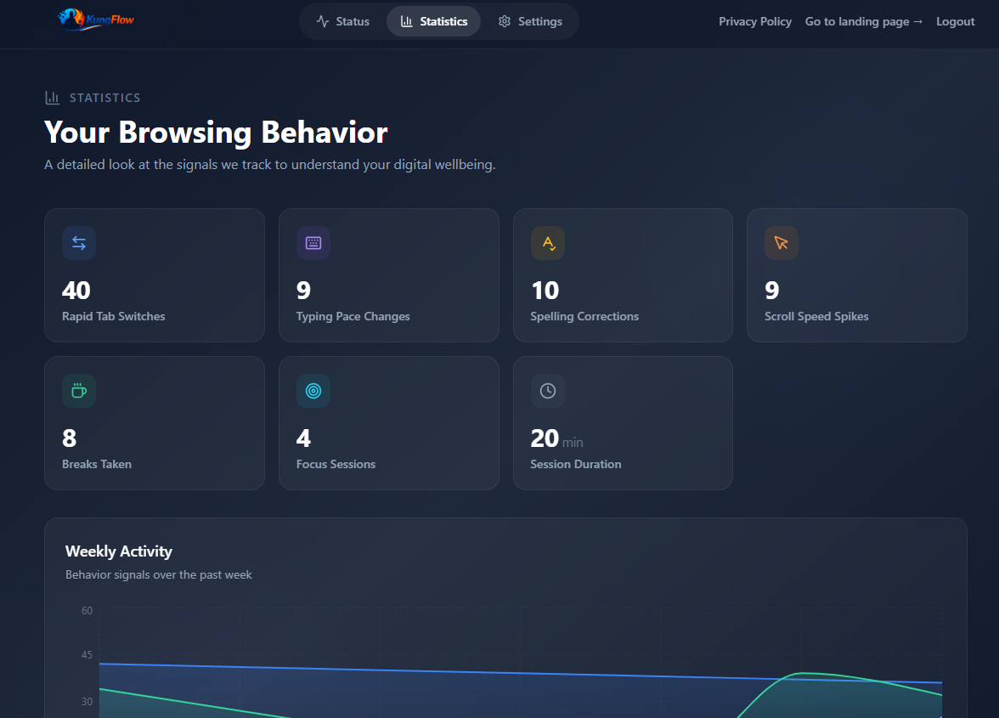 KungFlow
Status
Statistics
Settings
Privacy Policy
Go to landing page →
Logout
STATISTICS
Your Browsing Behavior
A detailed look at the signals we track to understand your digital wellbeing.
40
Rapid Tab Switches
9
Typing Pace Changes
10
Spelling Corrections
9
Scroll Speed Spikes
8
Breaks Taken
4
Focus Sessions
20 min
Session Duration
Weekly Activity
Behavior signals over the past week
60
45
30